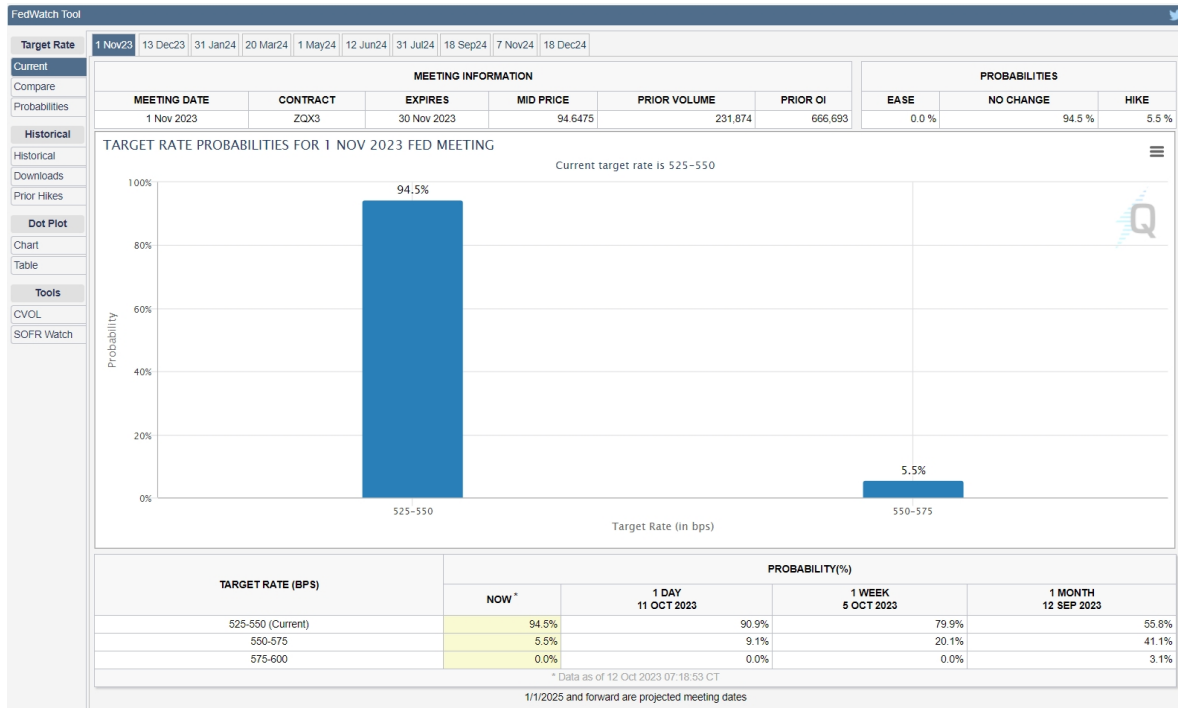 FedWatch Tool
Target Rate
Current
Compare
Probabilities
Historical
Historical
Downloads
Prior Hikes
Dot Plot
Chart
Table
Tools
CVOL
SOFR Watch
1 Nov23 13 Dec23 31 Jan24 20 Mar24 1 May24 12 Jun24 31 Jul24 18 Sep24 7 Nov24 18 Dec24
MEETING INFORMATION PROBABILITIES
MEETING DATE CONTRACT EXPIRES MID PRICE PRIOR VOLUME PRIOR OI EASE NO CHANGE HIKE
1 Nov 2023 ZQX3 30 Nov 2023 94.6475 231,874 666,693 0.0 % 94.5 % 5.5 %
TARGET RATE PROBABILITIES FOR 1 NOV 2023 FED MEETING
Current target rate is 525-550
Q
Probability
100%
80%
60%
40%
20%
0%
94.5%
5.5%
525-550 550-575
Target Rate (in bps)
TARGET RATE (BPS) PROBABILITY(%)
NOW * 1 DAY 11 OCT 2023 1 WEEK 5 OCT 2023 1 MONTH 12 SEP 2023
525-550 (Current) 94.5% 90.9% 79.9% 55.8%
550-575 5.5% 9.1% 20.1% 41.1%
575-600 0.0% 0.0% 0.0% 3.1%
* Data as of 12 Oct 2023 07:18:53 CT
1/1/2025 and forward are projected meeting dates